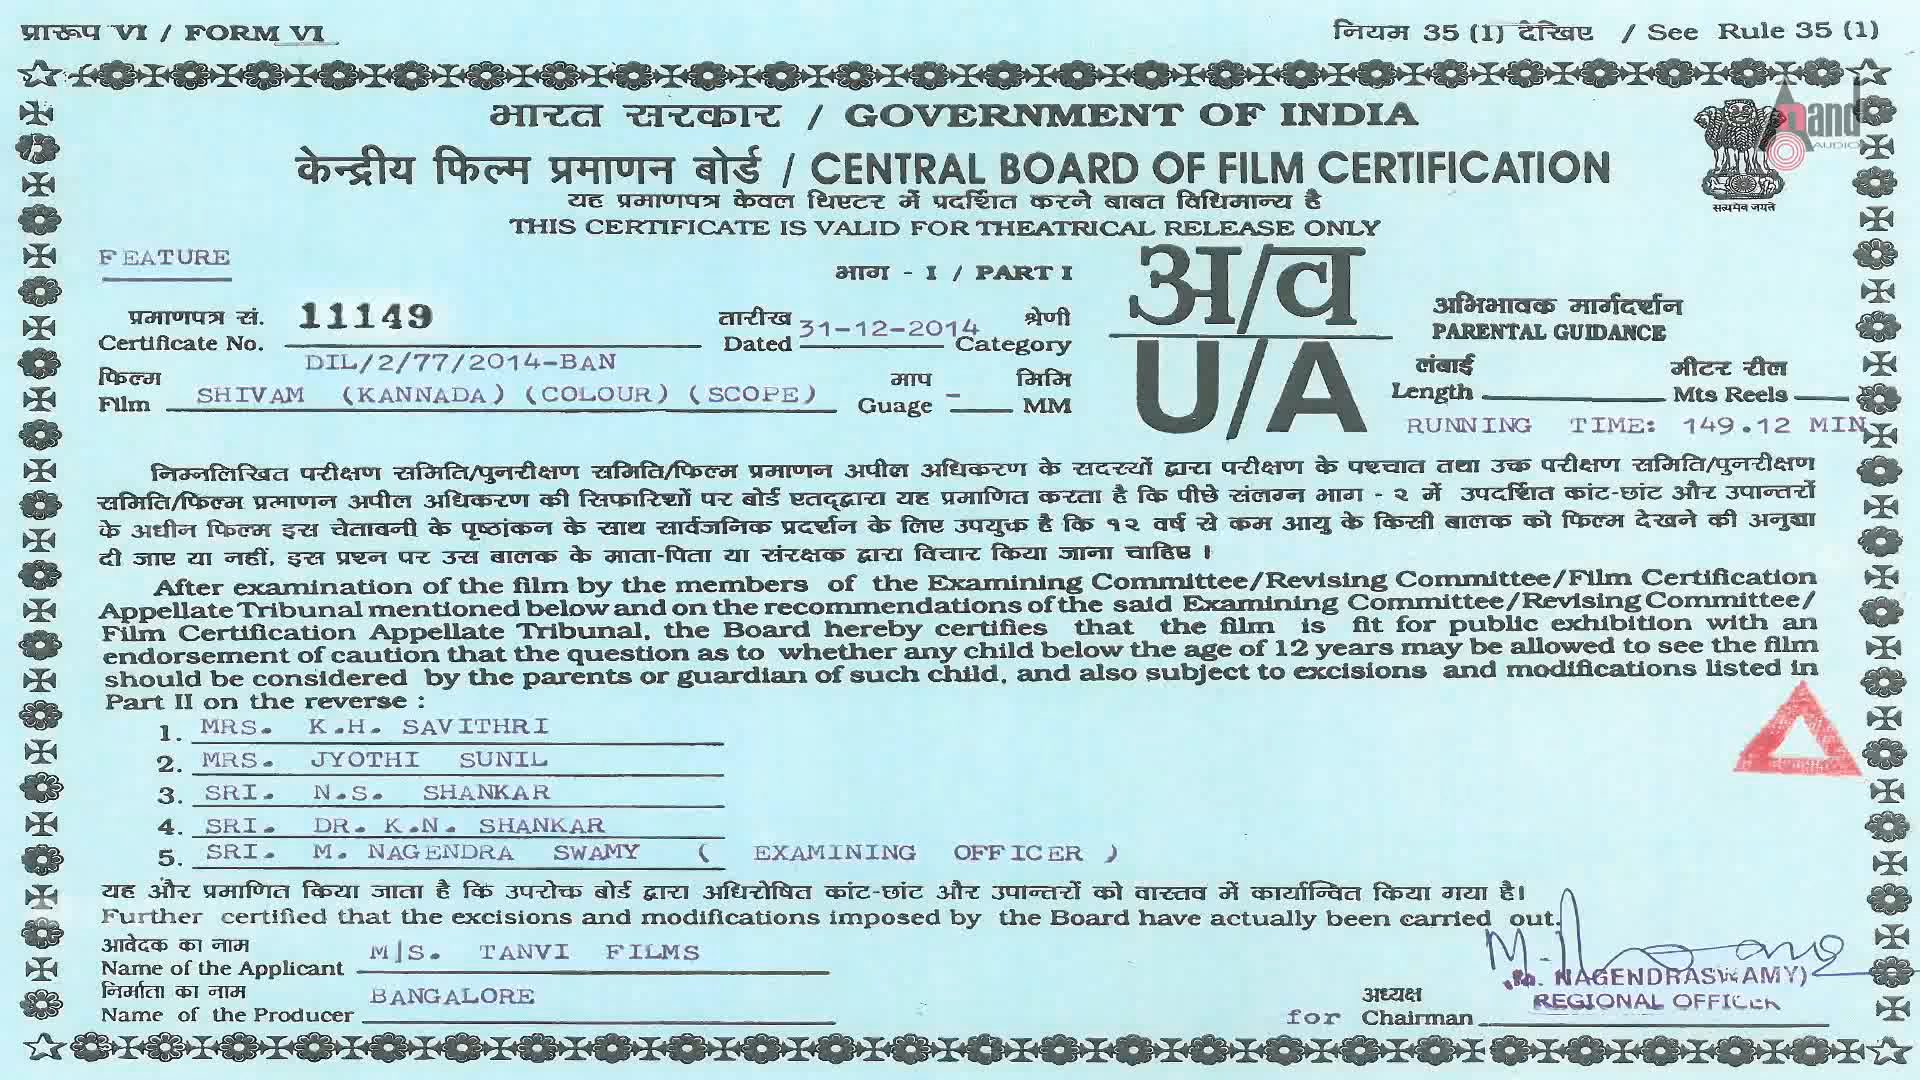 प्रारूप VI / FORM VI
नियम 35 (1) देखिए / See Rule 35 (1)
भारत सरकार / GOVERNMENT OF INDIA
केन्द्रीय फिल्म प्रमाणन बोर्ड / CENTRAL BOARD OF FILM CERTIFICATION
यह प्रमाणपत्र केवल थिएटर में प्रदर्शित करने बाबत विधिमान्य है
THIS CERTIFICATE IS VALID FOR THEATRICAL RELEASE ONLY
सत्यमेव जयते
AUDIO
FEATURE
भाग - I / PART I
अ/व
U/A
प्रमाणपत्र सं. 11149
Certificate No.
तारीख 31-12-2014 श्रेणी
Dated Category
अभिभावक मार्गदर्शन
PARENTAL GUIDANCE
DIL/2/77/2014-BAN
फिल्म
Film SHIVAM (KANNADA) (COLOUR) (SCOPE)
माप - मिमि
Guage MM
लंबाई मीटर रील
Length Mts Reels
RUNNING TIME: 149.12 MIN
निम्नलिखित परीक्षण समिति/पुनरीक्षण समिति/फिल्म प्रमाणन अपील अधिकरण के सदस्यों द्वारा परीक्षण के पश्चात तथा उक्त परीक्षण समिति/पुनरीक्षण
समिति/फिल्म प्रमाणन अपील अधिकरण की सिफारिशों पर बोर्ड एतद्द्वारा यह प्रमाणित करता है कि पीछे संलग्न भाग - २ में उपदर्शित कांट-छांट और उपान्तरों
के अधीन फिल्म इस चेतावनी के पृष्ठांकन के साथ सार्वजनिक प्रदर्शन के लिए उपयुक्त है कि १२ वर्ष से कम आयु के किसी बालक को फिल्म देखने की अनुज्ञा
दी जाए या नहीं, इस प्रश्न पर उस बालक के माता-पिता या संरक्षक द्वारा विचार किया जाना चाहिए ।
After examination of the film by the members of the Examining Committee/Revising Committee/Film Certification
Appellate Tribunal mentioned below and on the recommendations of the said Examining Committee/Revising Committee/
Film Certification Appellate Tribunal, the Board hereby certifies that the film is fit for public exhibition with an
endorsement of caution that the question as to whether any child below the age of 12 years may be allowed to see the film
should be considered by the parents or guardian of such child, and also subject to excisions and modifications listed in
Part II on the reverse :
1. MRS. K.H. SAVITHRI
2. MRS. JYOTHI SUNIL
3. SRI. N.S. SHANKAR
4. SRI. DR. K.N. SHANKAR
5. SRI. M. NAGENDRA SWAMY ( EXAMINING OFFICER )
यह और प्रमाणित किया जाता है कि उपरोक्त बोर्ड द्वारा अधिरोपित कांट-छांट और उपान्तरों को वास्तव में कार्यान्वित किया गया है।
Further certified that the excisions and modifications imposed by the Board have actually been carried out.
आवेदक का नाम
Name of the Applicant M/S. TANVI FILMS
निर्माता का नाम
Name of the Producer BANGALORE
NAGENDRASWAMY)
REGIONAL OFFICER
अध्यक्ष
for Chairman